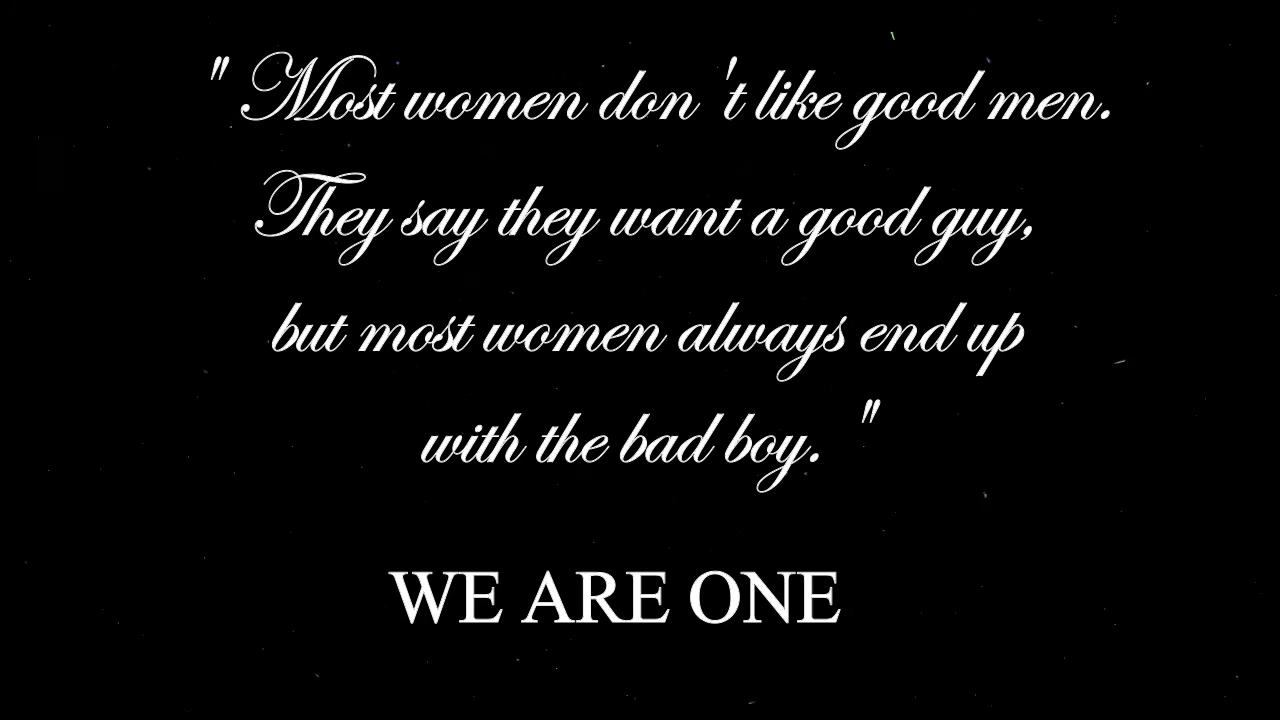 " Most women don 't like good men.
They say they want a good guy,
but most women always end up
with the bad boy. "
WE ARE ONE